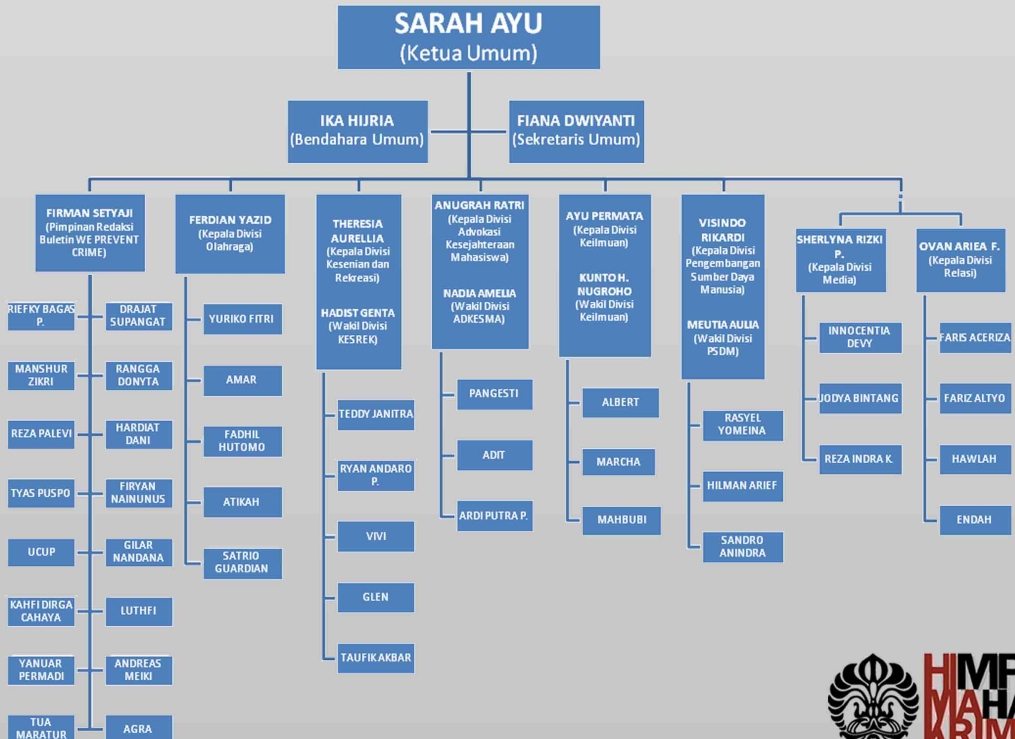 SARAH AYU
(Ketua Umum)
IKA HIJRIA
(Bendahara Umum)
FIANA DWIYANTI
(Sekretaris Umum)
FIRMAN SETYAJI
(Pimpinan Redaksi
Buletin WE PREVENT
CRIME)
RIEFKY BAGAS
P.
DRAJAT
SUPANGAT
MANSHUR
ZIKRI
RANGGA
DONYTA
REZA PALEVI
HARDIAT
DANI
TYAS PUSPO
FIRYAN
NAINUNUS
UCUP
GILAR
NANDANA
KAHFI DIRGA
CAHAYA
LUTHFI
YANUAR
PERMADI
ANDREAS
MEIKI
TUA
MARATUR
AGRA
FERDIAN YAZID
(Kepala Divisi
Olahraga)
YURIKO FITRI
AMAR
FADHIL
HUTOMO
ATIKAH
SATRIO
GUARDIAN
THERESIA
AURELLIA
(Kepala Divisi
Kesenian dan
Rekreasi)
HADIST GENTA
(Wakil Divisi
KESREK)
TEDDY JANITRA
RYAN ANDARO
P.
VIVI
GLEN
TAUFIK AKBAR
ANUGRAH RATRI
(Kepala Divisi
Advokasi
Kesejahteraan
Mahasiswa)
NADIA AMELIA
(Wakil Divisi
ADKESMA)
PANGESTI
ADIT
ARDI PUTRA P.
AYU PERMATA
(Kepala Divisi
Keilmuan)
KUNTO H.
NUGROHO
(Wakil Divisi
Keilmuan)
ALBERT
MARCHA
MAHBUBI
VISINDO
RIKARDI
(Kepala Divisi
Pengembangan
Sumber Daya
Manusia)
MEUTIA AULIA
(Wakil Divisi
PSDM)
RASYEL
YOMEINA
HILMAN ARIEF
SANDRO
ANINDRA
SHERLYNA RIZKI
P.
(Kepala Divisi
Media)
INNOCENTIA
DEVY
JODYA BINTANG
REZA INDRA K.
OVAN ARIEA F.
(Kepala Divisi
Relasi)
FARIS ACERIZA
FARIZ ALTYO
HAWLAH
ENDAH